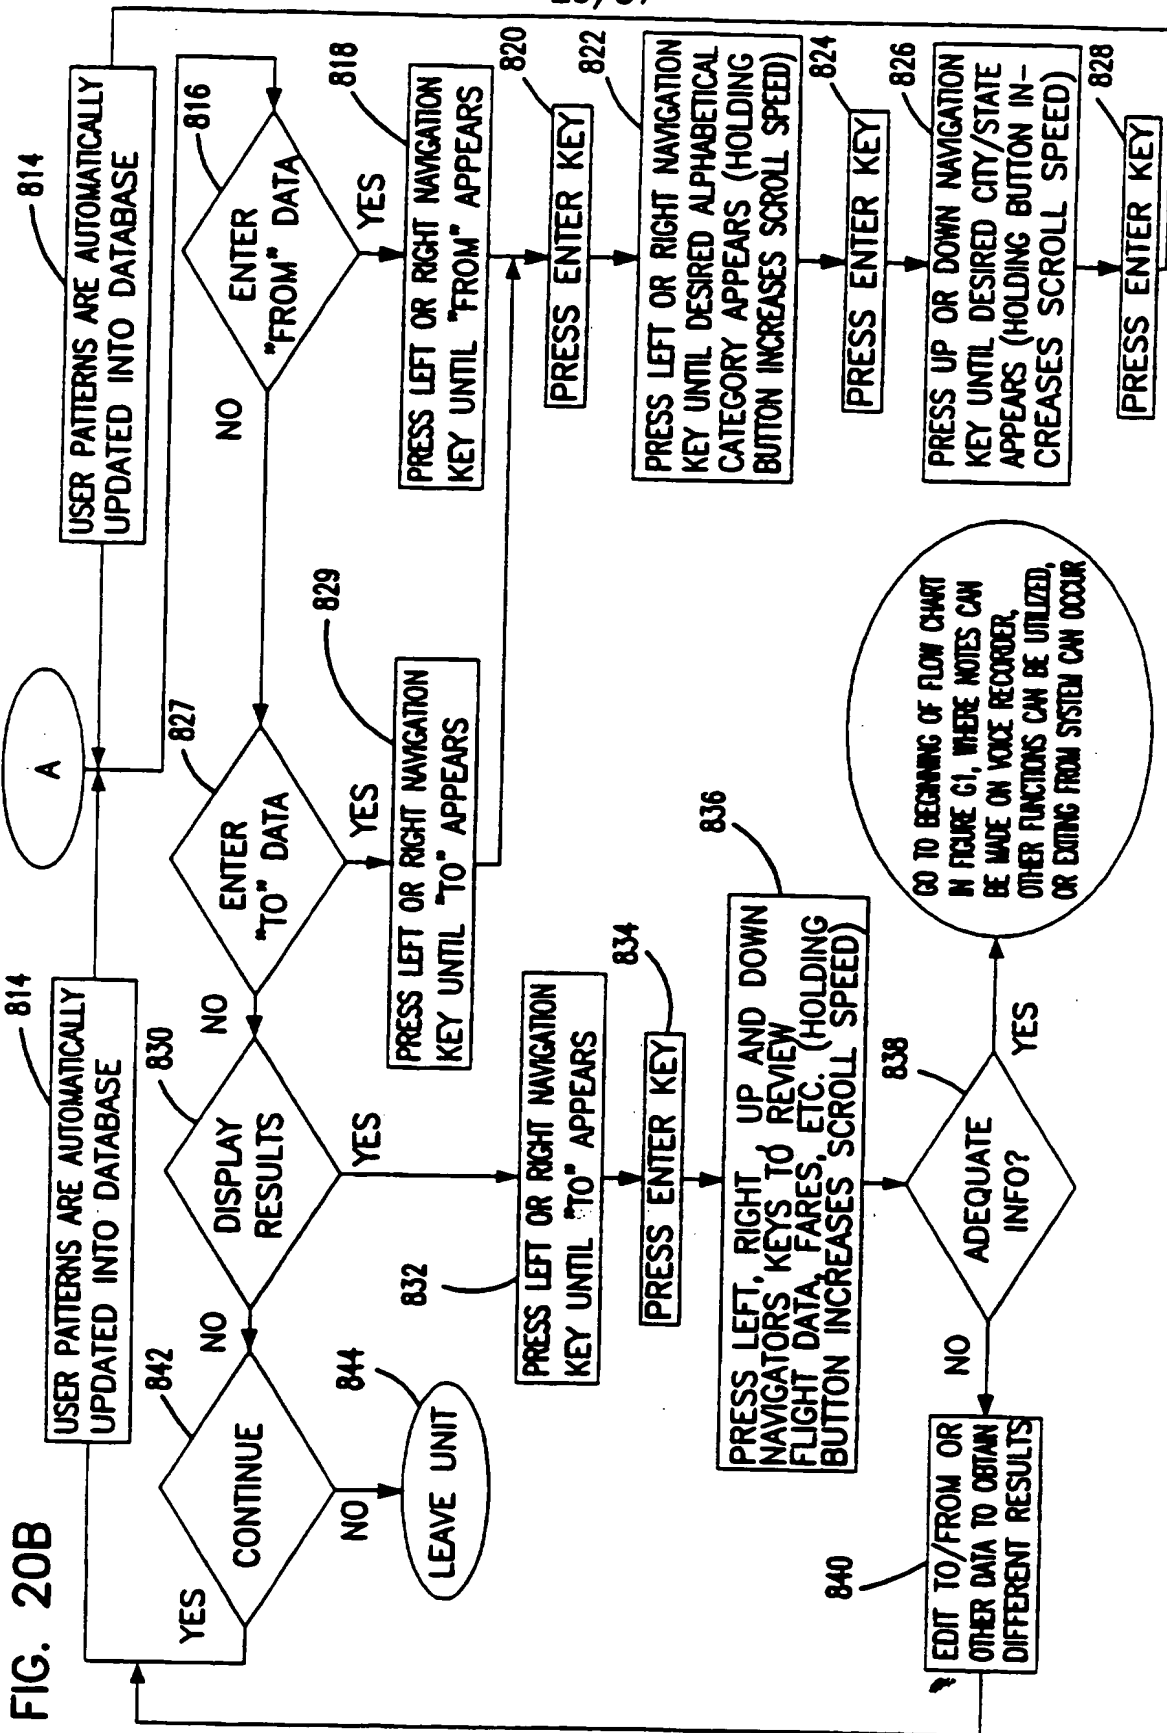 FIG. 20B
A
814
USER PATTERNS ARE AUTOMATICALLY
UPDATED INTO DATABASE
814
USER PATTERNS ARE AUTOMATICALLY
UPDATED INTO DATABASE
816
ENTER
"FROM" DATA
YES
NO
818
PRESS LEFT OR RIGHT NAVIGATION
KEY UNTIL "FROM" APPEARS
820
PRESS ENTER KEY
822
PRESS LEFT OR RIGHT NAVIGATION
KEY UNTIL DESIRED ALPHABETICAL
CATEGORY APPEARS (HOLDING
BUTTON INCREASES SCROLL SPEED)
824
PRESS ENTER KEY
826
PRESS UP OR DOWN NAVIGATION
KEY UNTIL DESIRED CITY/STATE
APPEARS (HOLDING BUTTON IN-
CREASES SCROLL SPEED)
828
PRESS ENTER KEY
827
ENTER
"TO" DATA
YES
NO
829
PRESS LEFT OR RIGHT NAVIGATION
KEY UNTIL "TO" APPEARS
830
DISPLAY
RESULTS
YES
NO
832
PRESS LEFT OR RIGHT NAVIGATION
KEY UNTIL "TO" APPEARS
834
PRESS ENTER KEY
836
PRESS LEFT, RIGHT, UP AND DOWN
NAVIGATORS KEYS TO REVIEW
FLIGHT DATA, FARES, ETC. (HOLDING
BUTTON INCREASES SCROLL SPEED)
838
ADEQUATE
INFO?
YES
NO
GO TO BEGINNING OF FLOW CHART
IN FIGURE G1, WHERE NOTES CAN
BE MADE ON VOICE RECORDER,
OTHER FUNCTIONS CAN BE UTILIZED,
OR EXITING FROM SYSTEM CAN OCCUR
840
EDIT TO/FROM OR
OTHER DATA TO OBTAIN
DIFFERENT RESULTS
842
CONTINUE
YES
NO
844
LEAVE UNIT